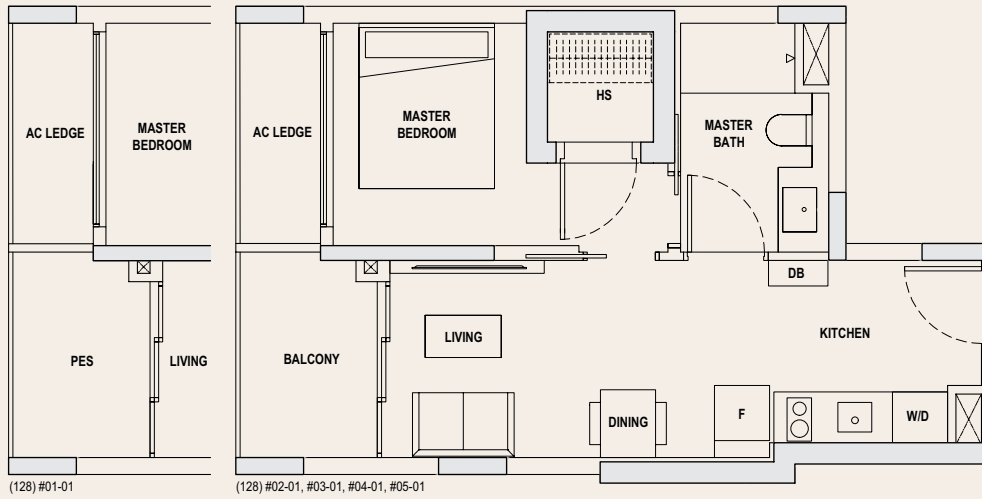 AC LEDGE
MASTER
BEDROOM
PES
LIVING
(128) #01-01
AC LEDGE
MASTER
BEDROOM
HS
MASTER
BATH
DB
BALCONY
LIVING
DINING
F
KITCHEN
W/D
(128) #02-01, #03-01, #04-01, #05-01